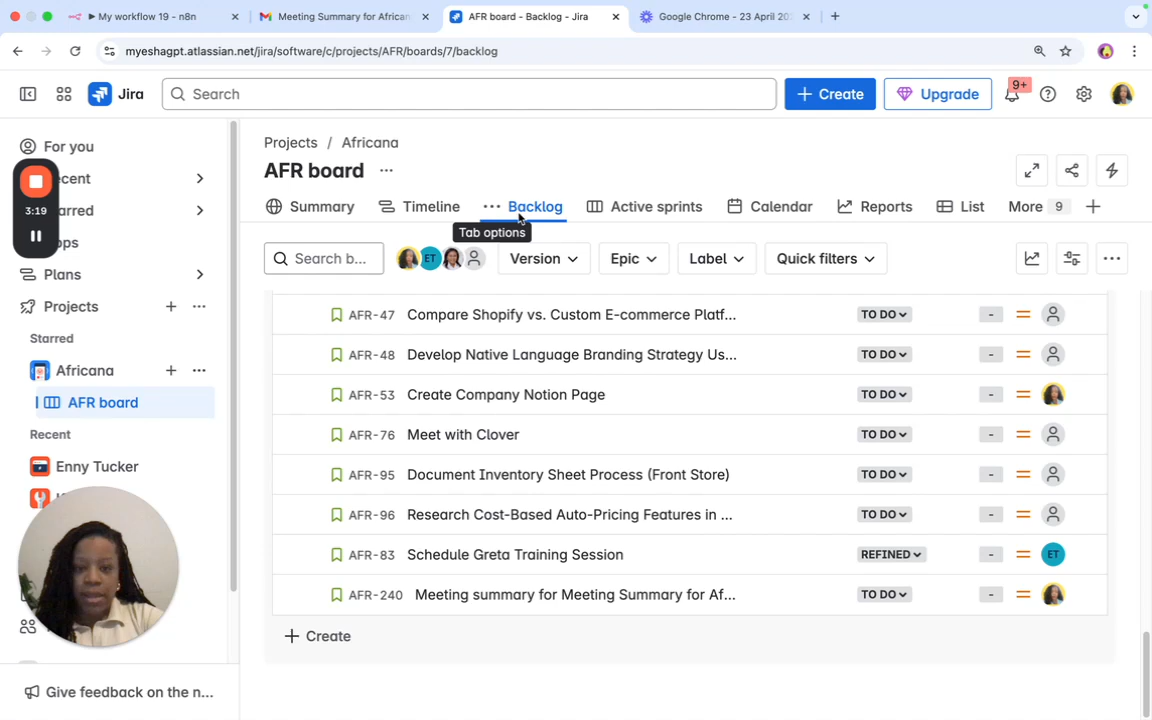 My workflow 19 - n8n
Meeting Summary for African
AFR board - Backlog - Jira
Google Chrome - 23 April 202
myeshagpt.atlassian.net/jira/software/c/projects/AFR/boards/7/backlog
Jira
Search
Create
Upgrade
9+
For you
ecent
arred
ps
Plans
Projects
Starred
Africana
AFR board
Recent
Enny Tucker
Give feedback on the n...
3:19
Projects / Africana
AFR board
Summary
Timeline
Backlog
Active sprints
Calendar
Reports
List
More 9
Tab options
Search b...
ET
Version
Epic
Label
Quick filters
AFR-47 Compare Shopify vs. Custom E-commerce Platf... TO DO -
AFR-48 Develop Native Language Branding Strategy Us... TO DO -
AFR-53 Create Company Notion Page TO DO -
AFR-76 Meet with Clover TO DO -
AFR-95 Document Inventory Sheet Process (Front Store) TO DO -
AFR-96 Research Cost-Based Auto-Pricing Features in ... TO DO -
AFR-83 Schedule Greta Training Session REFINED - ET
AFR-240 Meeting summary for Meeting Summary for Af... TO DO -
Create